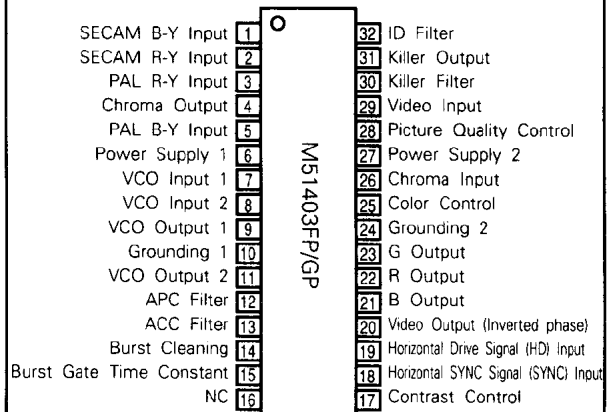 SECAM B-Y Input 1
SECAM R-Y Input 2
PAL R-Y Input 3
Chroma Output 4
PAL B-Y Input 5
Power Supply 1 6
VCO Input 1 7
VCO Input 2 8
VCO Output 1 9
Grounding 1 10
VCO Output 2 11
APC Filter 12
ACC Filter 13
Burst Cleaning 14
Burst Gate Time Constant 15
NC 16
M51403FP/GP
32 ID Filter
31 Killer Output
30 Killer Filter
29 Video Input
28 Picture Quality Control
27 Power Supply 2
26 Chroma Input
25 Color Control
24 Grounding 2
23 G Output
22 R Output
21 B Output
20 Video Output (Inverted phase)
19 Horizontal Drive Signal (HD) Input
18 Horizontal SYNC Signal (SYNC) Input
17 Contrast Control